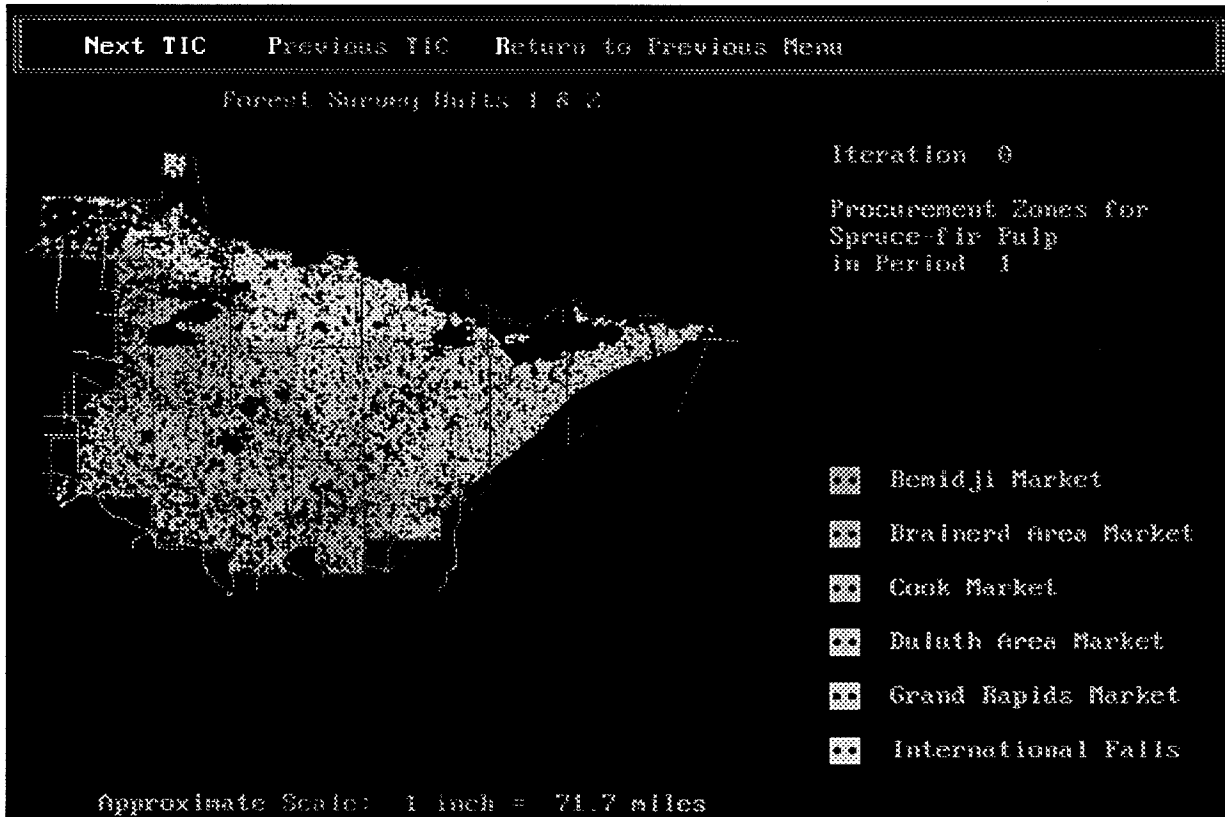 Next TIC Previous TIC Return to Previous Menu
Forest Survey Units 1 & 2
Iteration 0
Procurement Zones for
Spruce-fir Pulp
in Period 1
Bemidji Market
Brainerd Area Market
Cook Market
Duluth Area Market
Grand Rapids Market
International Falls
Approximate Scale: 1 inch = 71.7 miles